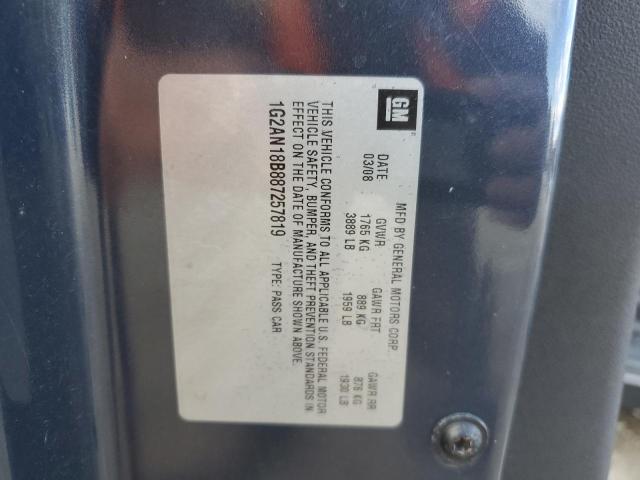 GM
MFD BY GENERAL MOTORS CORP
DATE GVWR GAWR FRT GAWR RR
03/08 1765 KG 889 KG 876 KG
3889 LB 1959 LB 1930 LB
THIS VEHICLE CONFORMS TO ALL APPLICABLE U.S. FEDERAL MOTOR
VEHICLE SAFETY, BUMPER, AND THEFT PREVENTION STANDARDS IN
EFFECT ON THE DATE OF MANUFACTURE SHOWN ABOVE.
1G2AN18B887257819 TYPE: PASS CAR